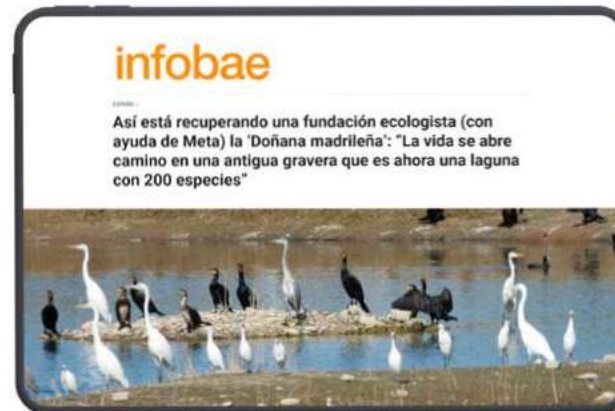 infobae
ESPAÑA ›
Así está recuperando una fundación ecologista (con
ayuda de Meta) la ‘Doñana madrileña’: “La vida se abre
camino en una antigua gravera que es ahora una laguna
con 200 especies”